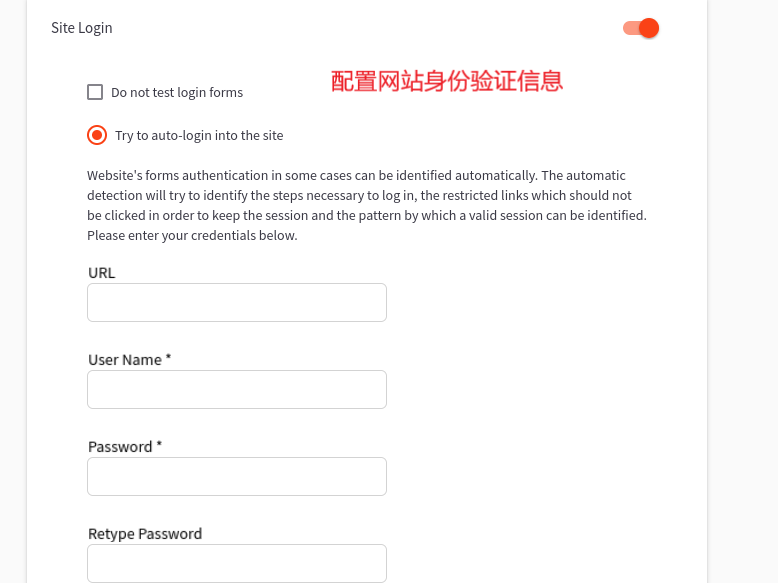 Site Login
配置网站身份验证信息
Do not test login forms
Try to auto-login into the site
Website's forms authentication in some cases can be identified automatically. The automatic
detection will try to identify the steps necessary to log in, the restricted links which should not
be clicked in order to keep the session and the pattern by which a valid session can be identified.
Please enter your credentials below.
URL
User Name *
Password *
Retype Password